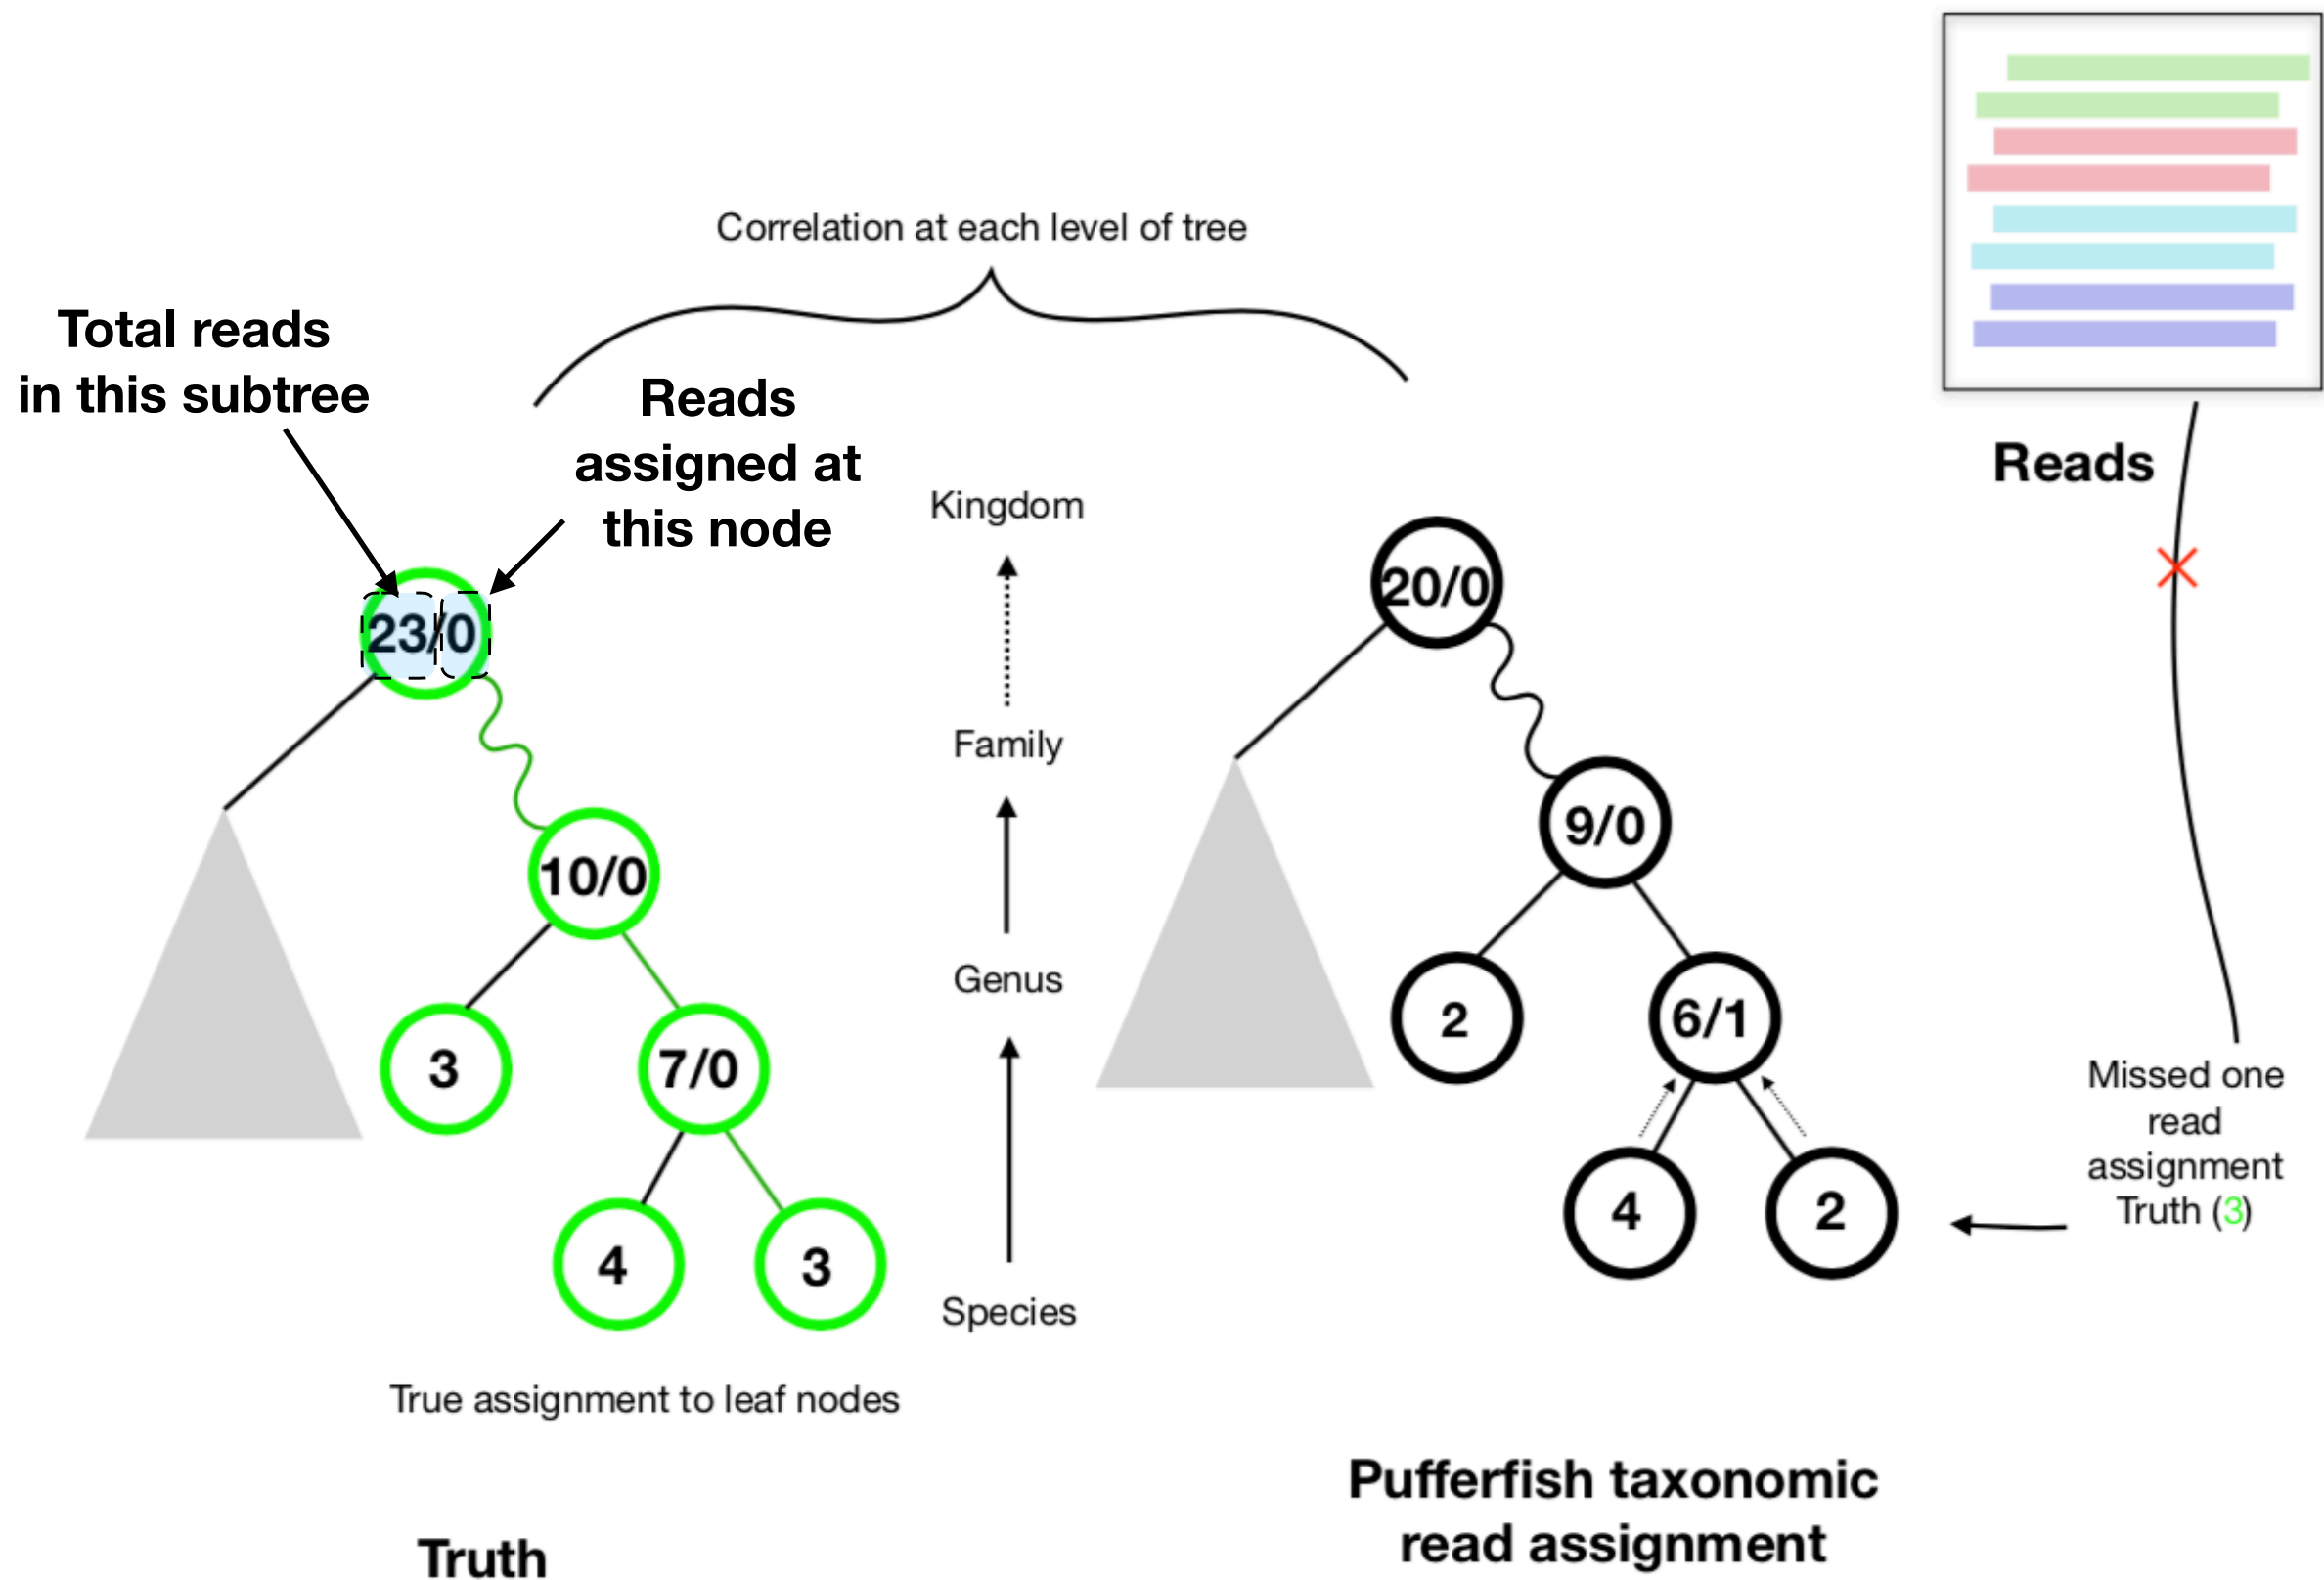 Correlation at each level of tree
Total reads
in this subtree
Reads
assigned at
this node
Reads
Kingdom
Family
Genus
Species
23/0
10/0
3
7/0
4
3
20/0
9/0
2
6/1
4
2
Missed one
read
assignment
Truth (3)
True assignment to leaf nodes
Truth
Pufferfish taxonomic
read assignment